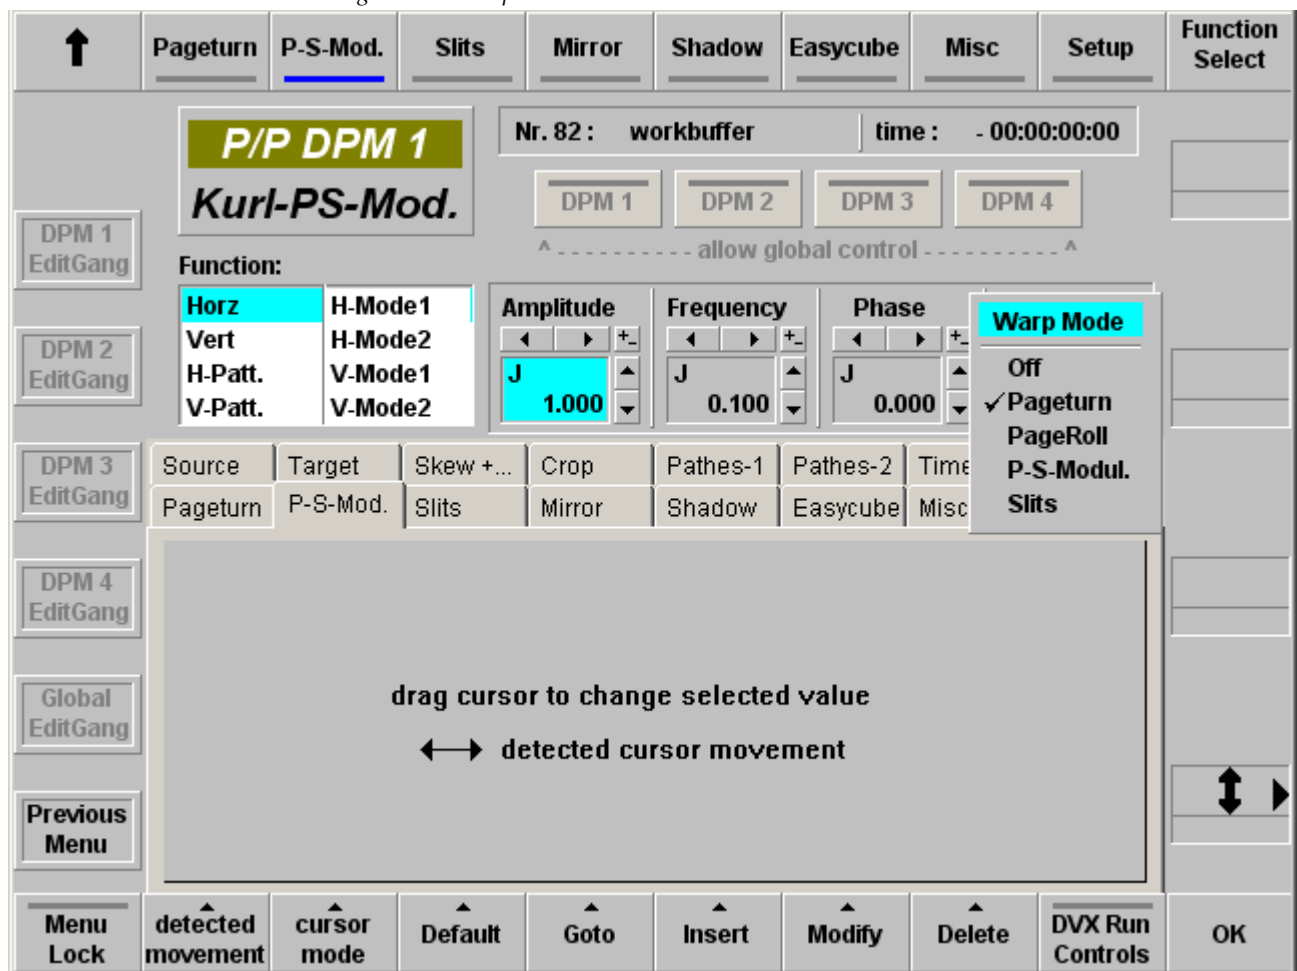 Pageturn P-S-Mod. Slits Mirror Shadow Easycube Misc Setup Function Select
P/P DPM 1
Kurl-PS-Mod.
Nr. 82 : workbuffer time : - 00:00:00:00
DPM 1 DPM 2 DPM 3 DPM 4
^ - - - - - - - - - - allow global control - - - - - - - - - - ^
DPM 1
EditGang
Function:
Horz H-Mode1
Vert H-Mode2
H-Patt. V-Mode1
V-Patt. V-Mode2
Amplitude Frequency Phase
+- +- +-
J J J
1.000 0.100 0.000
Warp Mode
Off
✓Pageturn
PageRoll
P-S-Modul.
Slits
DPM 2
EditGang
DPM 3
EditGang
Source Target Skew +... Crop Pathes-1 Pathes-2 Time
Pageturn P-S-Mod. Slits Mirror Shadow Easycube Misc
DPM 4
EditGang
drag cursor to change selected value
detected cursor movement
Global
EditGang
Previous
Menu
Menu Lock
detected movement
cursor mode
Default
Goto
Insert
Modify
Delete
DVX Run Controls
OK